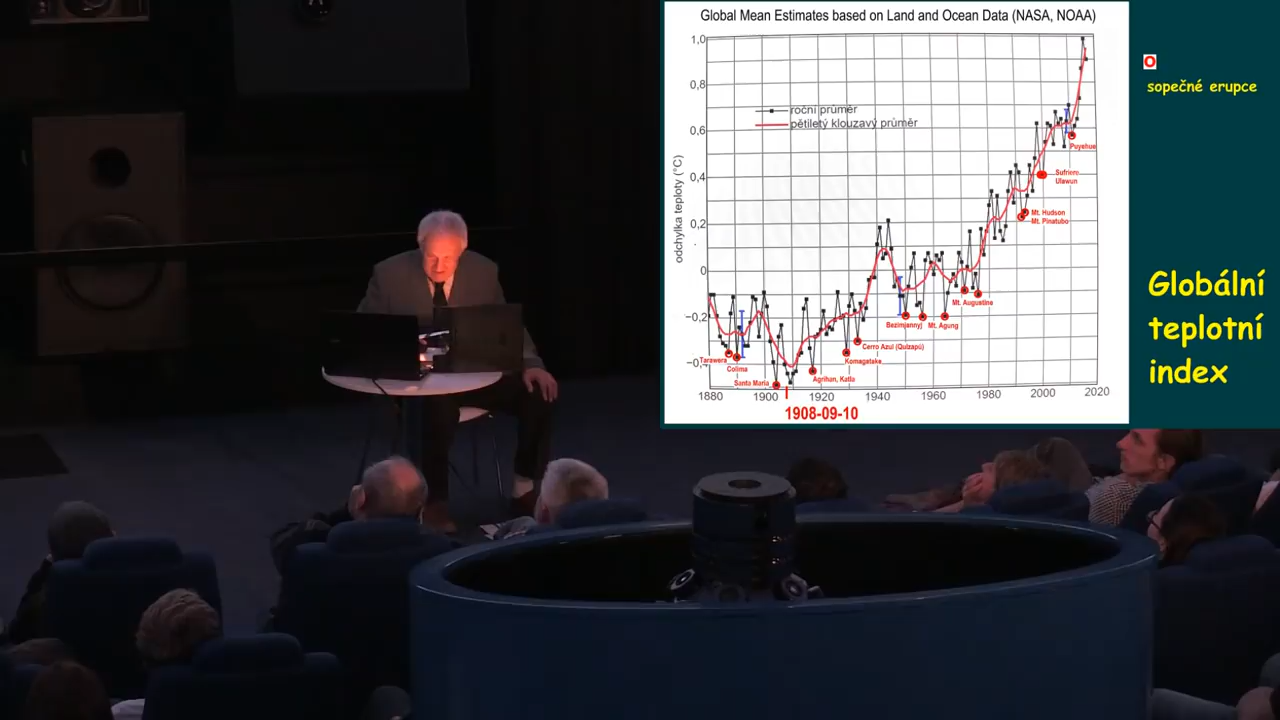 Global Mean Estimates based on Land and Ocean Data (NASA, NOAA)
1,0
0,8
0,6
0,4
0,2
0
−0,2
−0,4
odchylka teploty (°C)
roční průměr
pětiletý klouzavý průměr
Puyehue
Sufriere
Ulawun
Mt. Hudson
Mt. Pinatubo
Mt. Augustine
Bezimjannyj
Mt. Agung
Cerro Azul (Quizapú)
Komagatake
Agrihan, Katla
Tarawera
Colima
Santa Maria
1880
1900
1920
1940
1960
1980
2000
2020
1908-09-10
O
sopečné erupce
Globální
teplotní
index